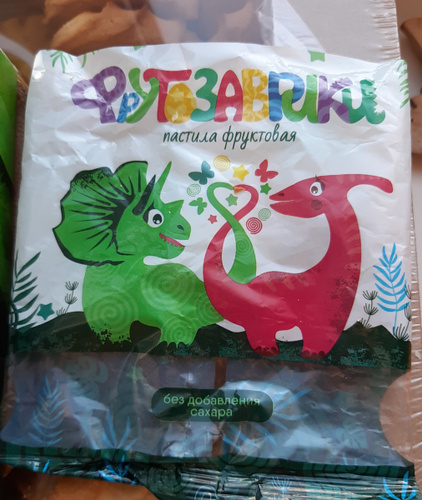 ФРУТОЗАВРИКИ
пастила фруктовая
без добавления
сахара